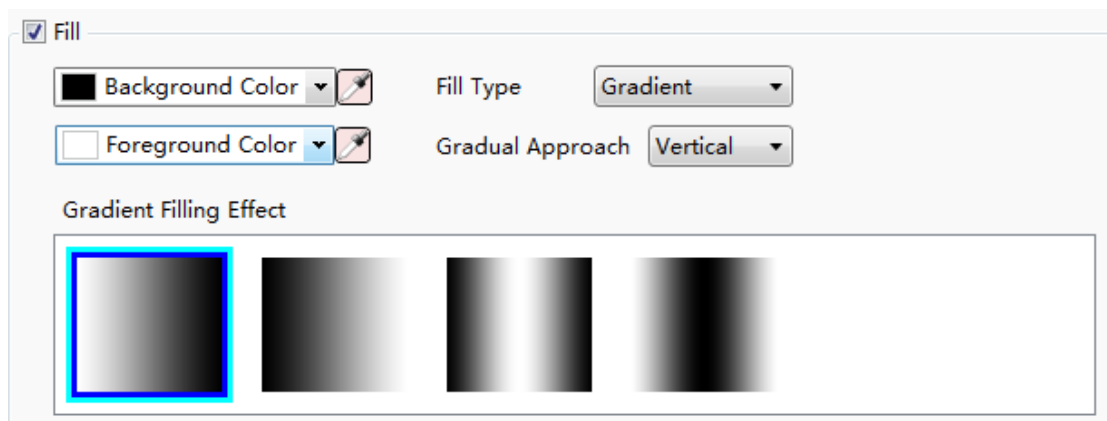 Fill
Background Color
Fill Type
Gradient
Foreground Color
Gradual Approach
Vertical
Gradient Filling Effect